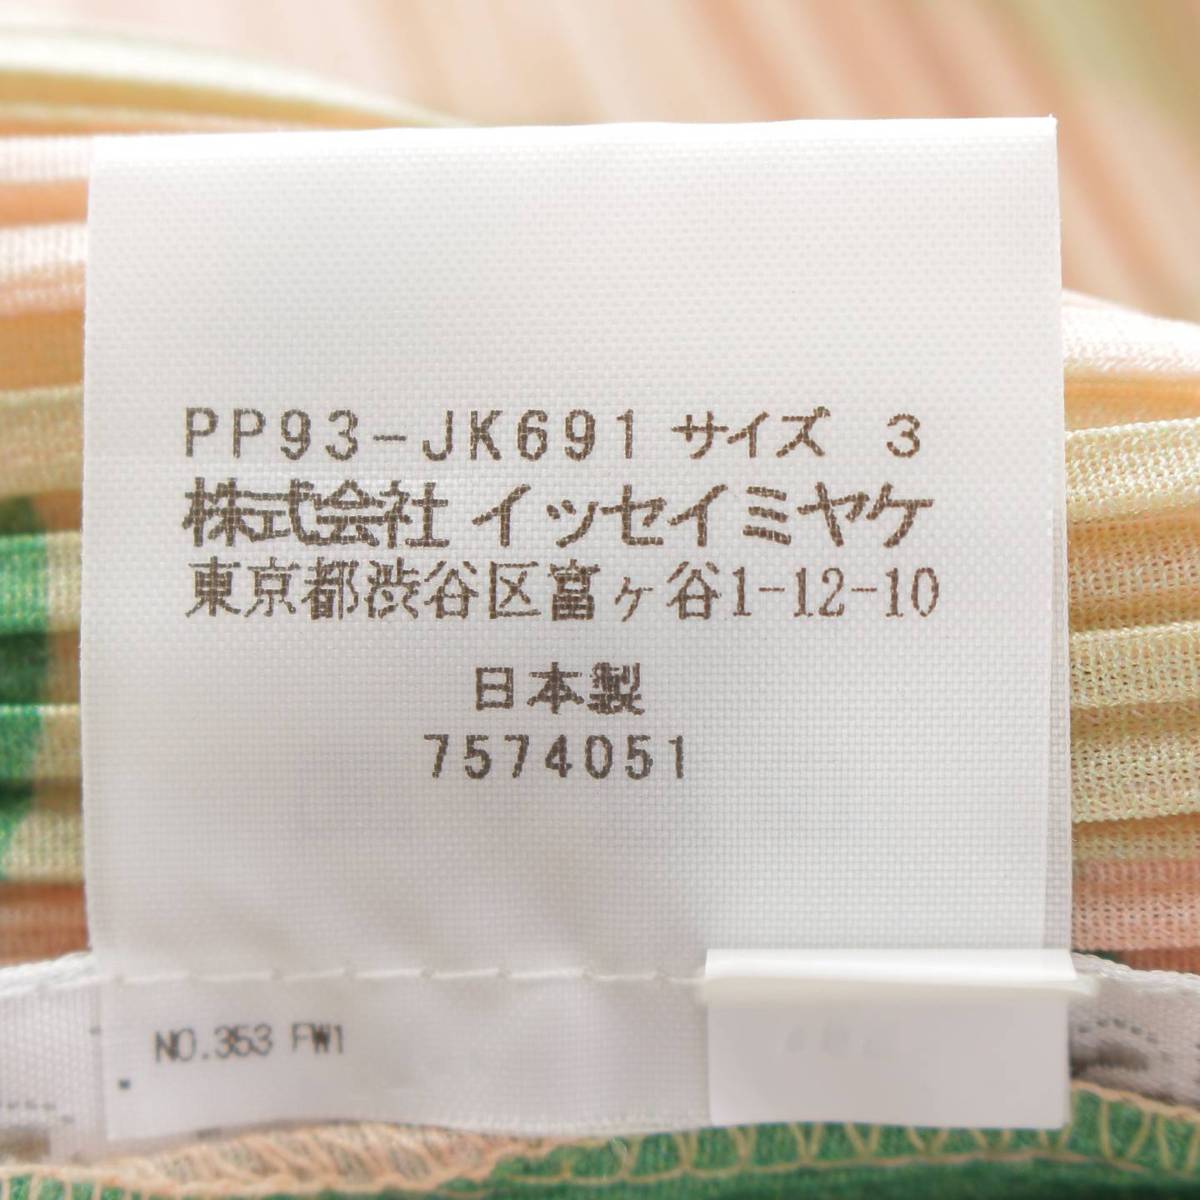 PP93-JK691 サイズ 3
株式会社 イッセイミヤケ
東京都渋谷区富ヶ谷1-12-10
日本製
7574051
NO.353 FW1